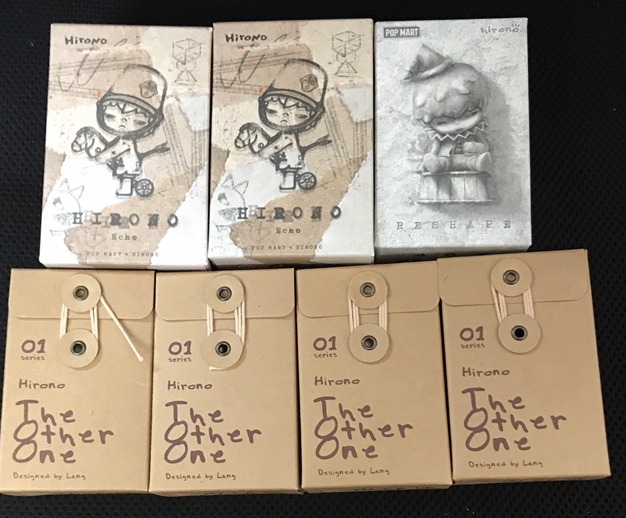 Hirono
HIRONO
Echo
POP MART × HIRONO
Hirono
HIRONO
Echo
POP MART × HIRONO
POP MART
hirono
RESHAPE
01
series
Hirono
The
Other
One
Designed by Lang
01
series
Hirono
The
Other
One
Designed by Lang
01
series
Hirono
The
Other
One
Designed by Lang
01
series
Hirono
The
Other
One
Designed by Lang